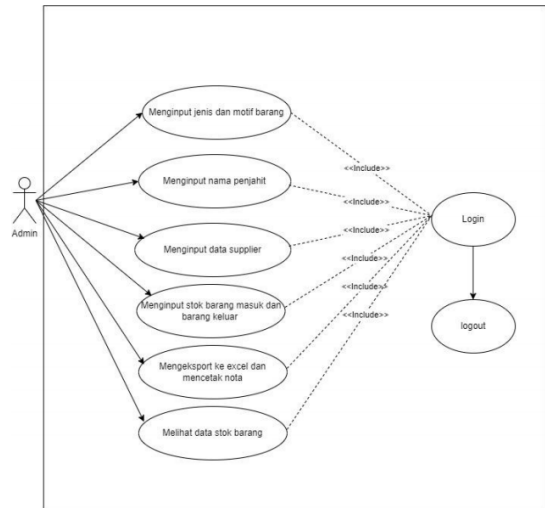 Menginput jenis dan motif barang
<<Include>>
Menginput nama penjahit
<<Include>>
Admin
Login
<<Include>>
Menginput data supplier
<<Include>>
Menginput stok barang masuk dan
barang keluar
<<Include>>
<<Include>>
logout
Mengeksport ke excel dan
mencetak nota
Melihat data stok barang